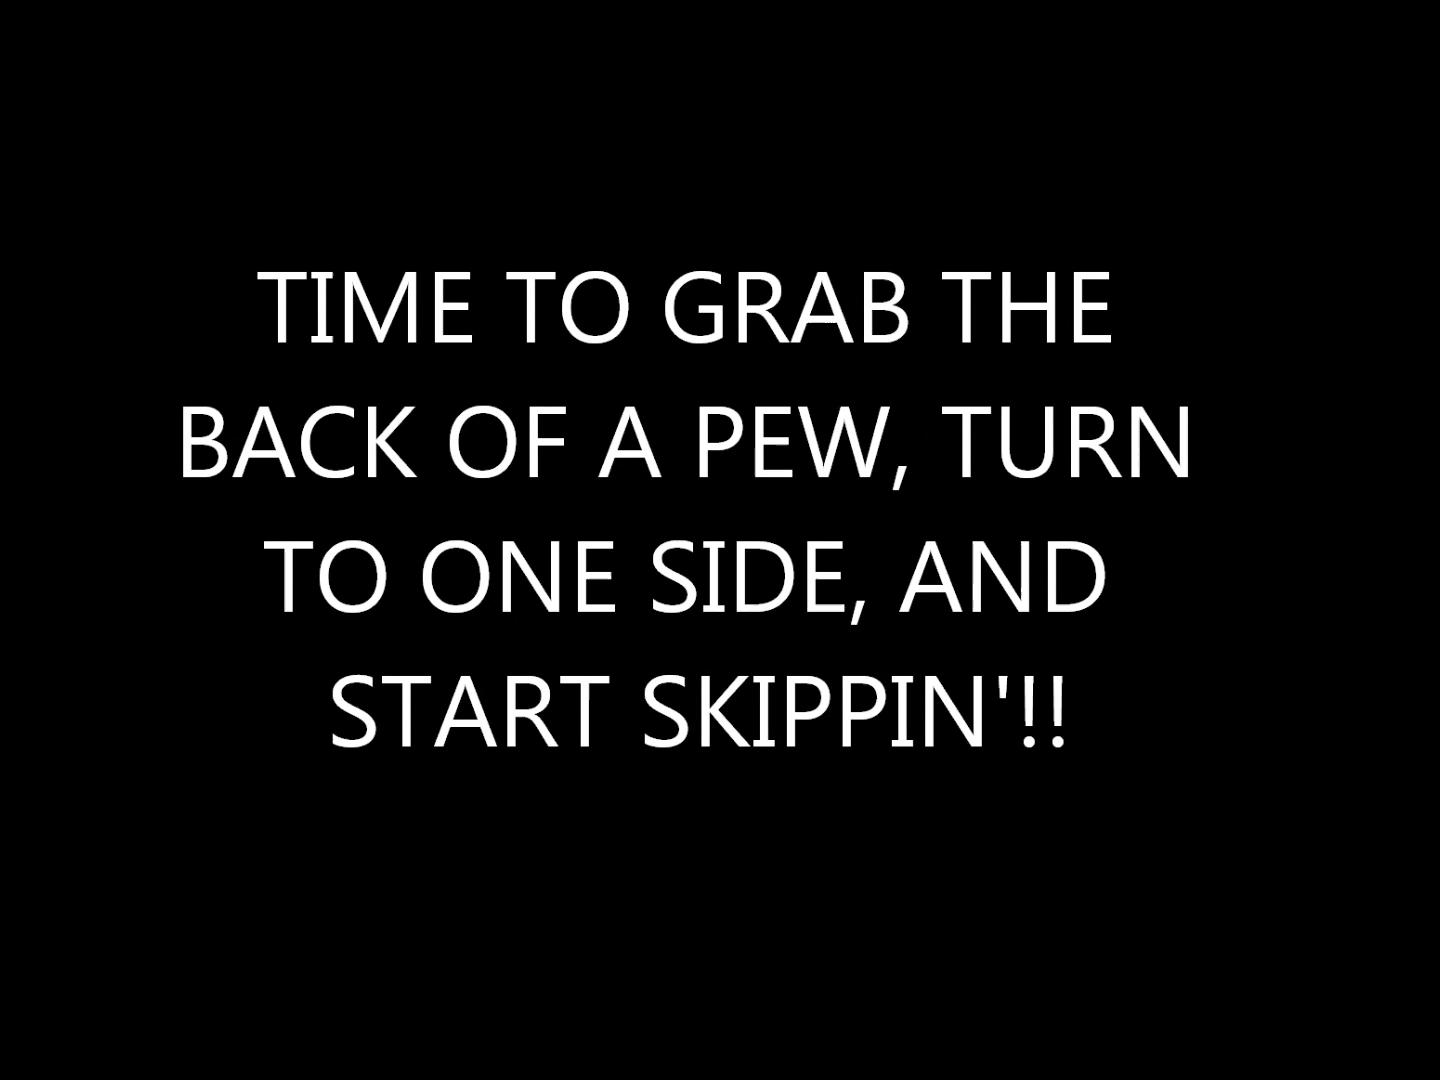 TIME TO GRAB THE
BACK OF A PEW, TURN
TO ONE SIDE, AND
START SKIPPIN'!!